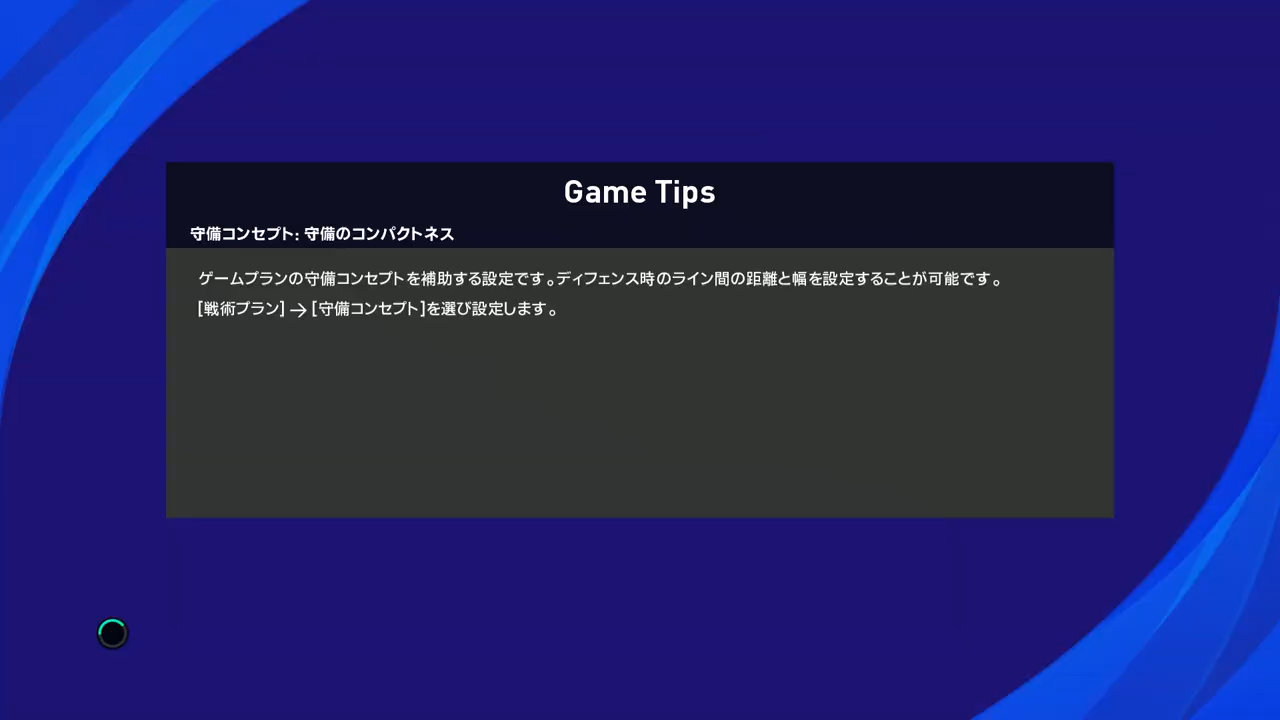 Game Tips
守備コンセプト: 守備のコンパクトネス
ゲームプランの守備コンセプトを補助する設定です。ディフェンス時のライン間の距離と幅を設定することが可能です。
[戦術プラン]→[守備コンセプト]を選び設定します。